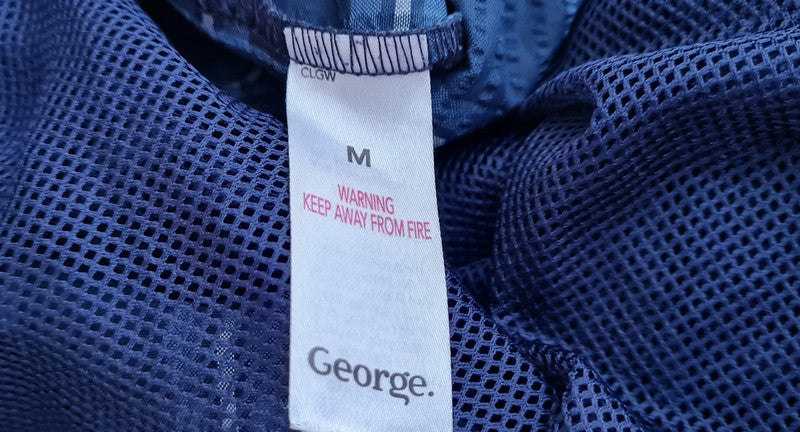 CLGW
M
WARNING
KEEP AWAY FROM FIRE
George.